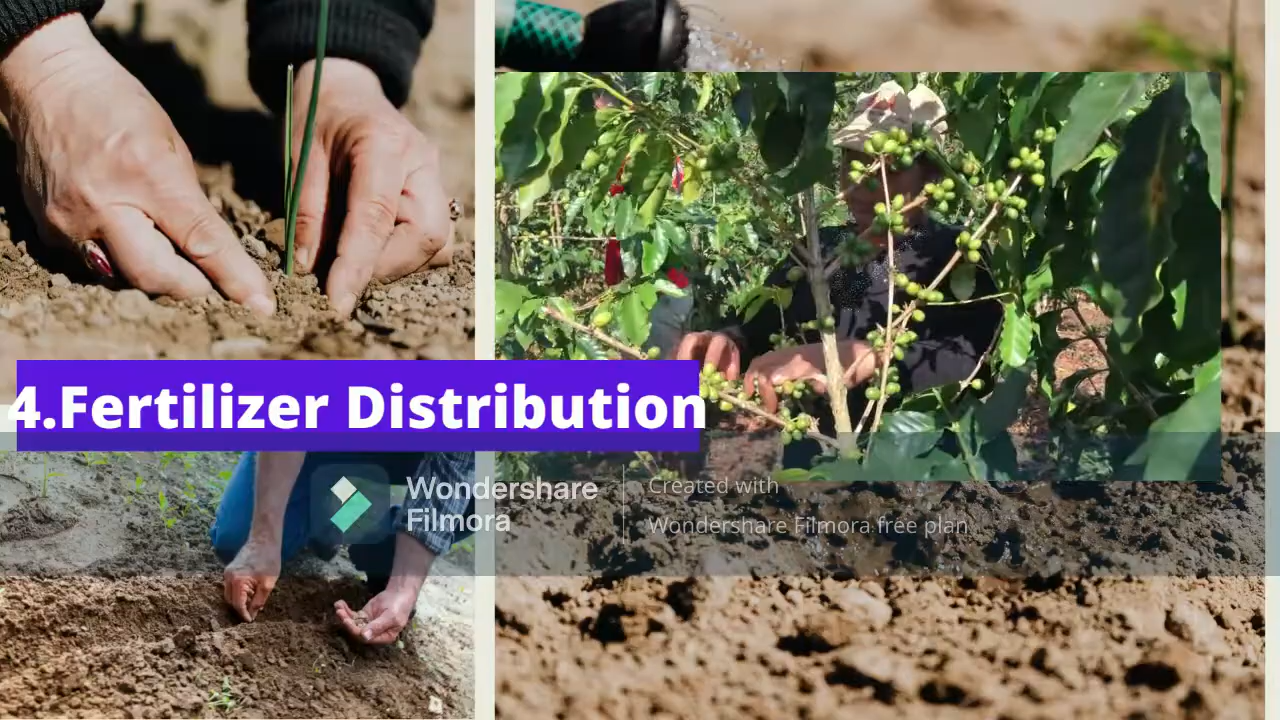 4.Fertilizer Distribution
Wondershare
Filmora
Created with
Wondershare Filmora free plan